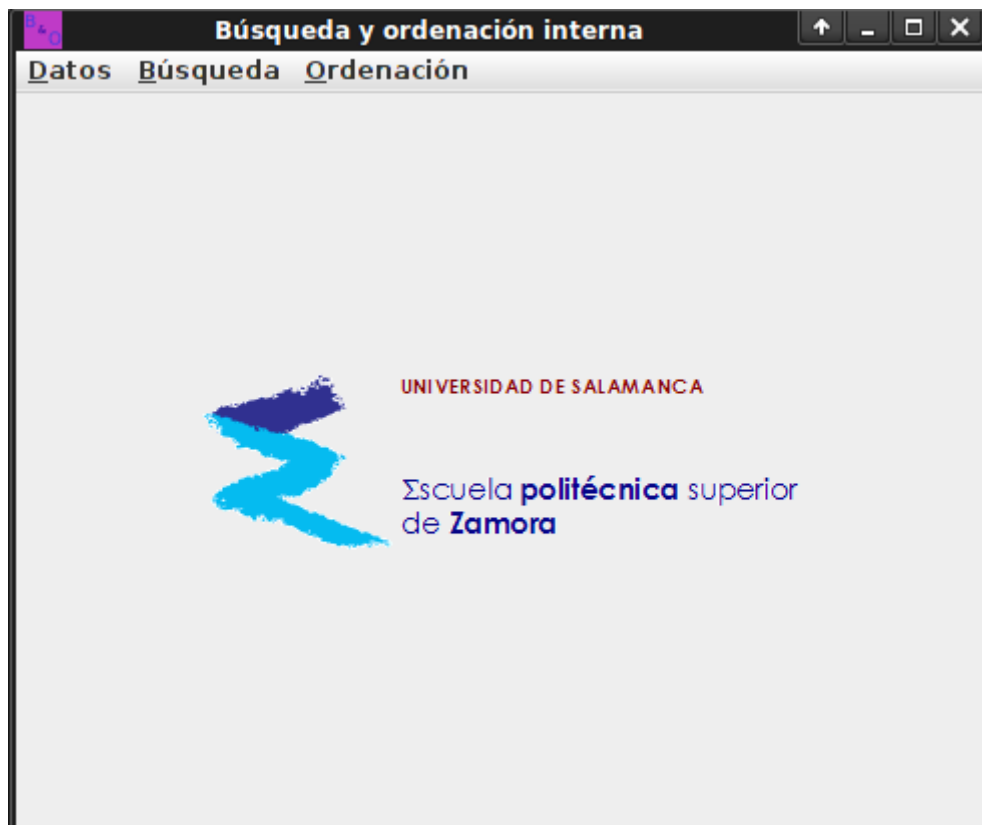 B&O
Búsqueda y ordenación interna
Datos Búsqueda Ordenación
UNIVERSIDAD DE SALAMANCA
Σscuela politécnica superior
de Zamora